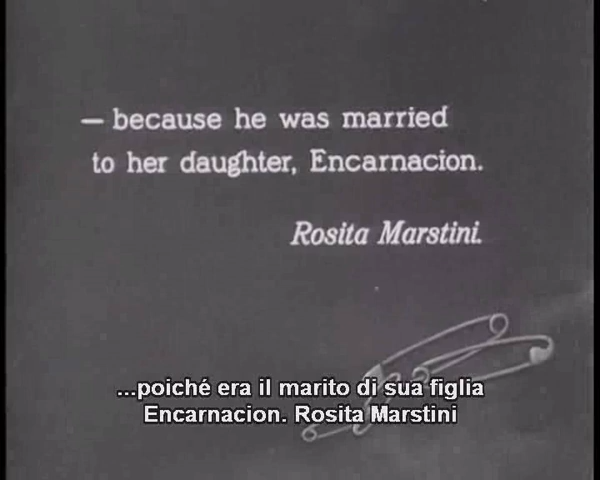 — because he was married
to her daughter, Encarnacion.
Rosita Marstini.
...poiché era il marito di sua figlia
Encarnacion. Rosita Marstini